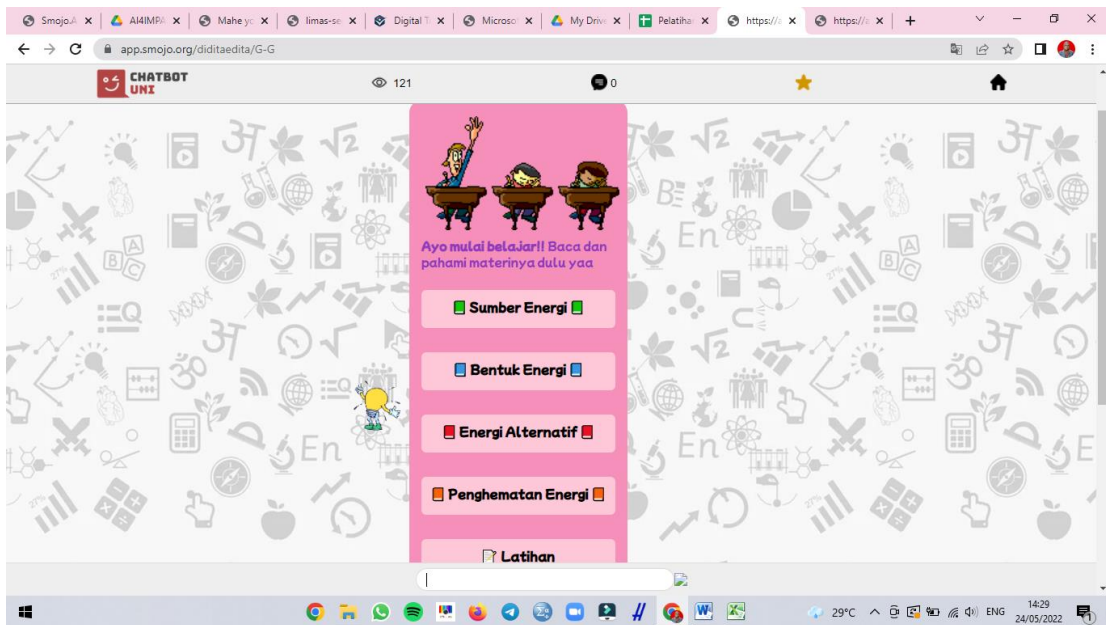 Smojo.A
AI4IMPA
Mahe yo
limas-se
Digital T
Microso
My Driv
Pelatiha
https://a
https://a
app.smojo.org/diditaedita/G-G
CHATBOT
UNI
121
0
Ayo mulai belajar!! Baca dan
pahami materinya dulu yaa
Sumber Energi
Bentuk Energi
Energi Alternatif
Penghematan Energi
Latihan
29°C
ENG
14:29
24/05/2022